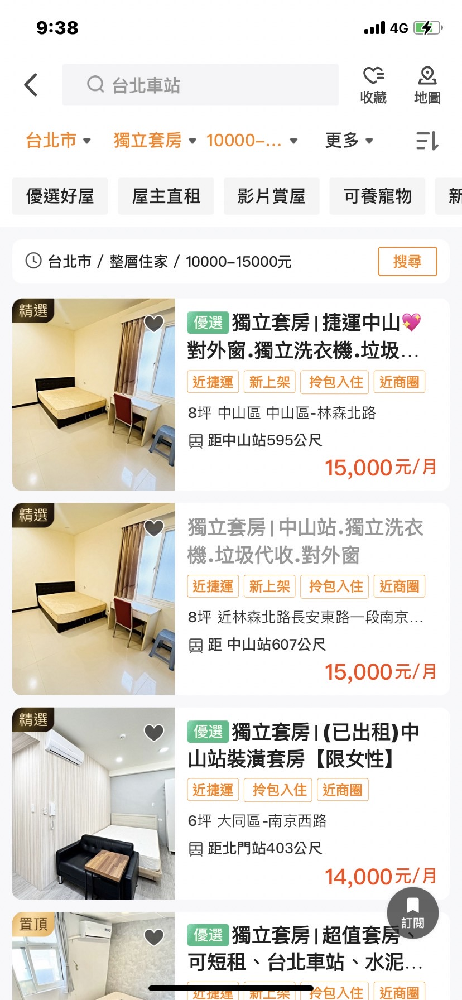 9:38 4G
台北車站
收藏 地圖
台北市 獨立套房 10000–... 更多
優選好屋 屋主直租 影片賞屋 可養寵物 新
台北市 / 整層住家 / 10000–15000元 搜尋
精選
優選 獨立套房|捷運中山💖
對外窗.獨立洗衣機.垃圾...
近捷運 新上架 拎包入住 近商圈
8坪 中山區 中山區-林森北路
距中山站595公尺
15,000元/月
精選
獨立套房|中山站.獨立洗衣
機.垃圾代收.對外窗
近捷運 新上架 拎包入住 近商圈
8坪 近林森北路長安東路一段南京...
距 中山站607公尺
15,000元/月
精選
優選 獨立套房|(已出租)中
山站裝潢套房【限女性】
近捷運 拎包入住 近商圈
6坪 大同區-南京西路
距北門站403公尺
14,000元/月
訂閱
置頂
優選 獨立套房|超值套房、
可短租、台北車站、水泥...
近捷運 新上架 拎包入住 近商圈